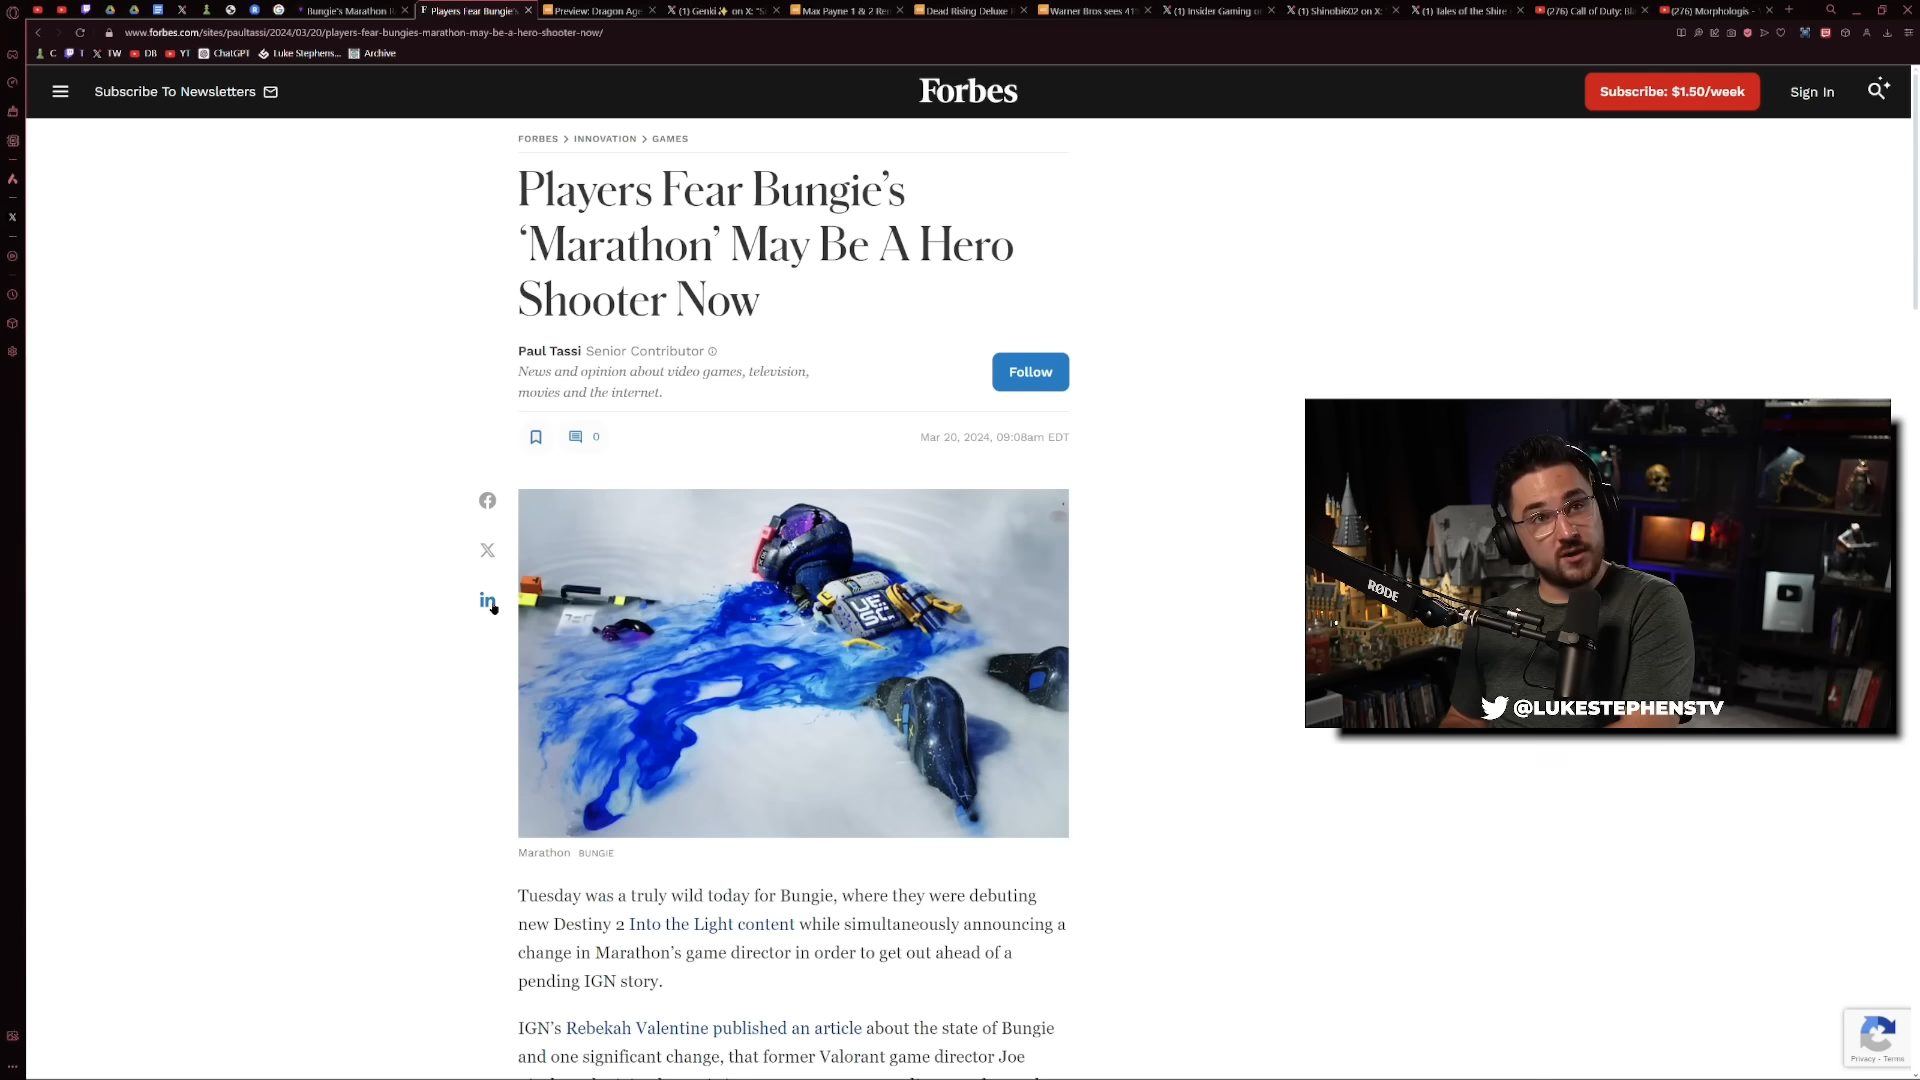 Bungie's Marathon R
Players Fear Bungie's
Preview: Dragon Age
(1) Genki✨ on X: "S
Max Payne 1 & 2 Rem
Dead Rising Deluxe R
Warner Bros sees 41%
(1) Insider Gaming o
(1) Shinobi602 on X:
(1) Tales of the Shire
(276) Call of Duty: Bl
(276) Morphologis -
www.forbes.com/sites/paultassi/2024/03/20/players-fear-bungies-marathon-may-be-a-hero-shooter-now/
C T TW DB YT ChatGPT Luke Stephens... Archive
Subscribe To Newsletters
Forbes
Subscribe: $1.50/week
Sign In
FORBES > INNOVATION > GAMES
Players Fear Bungie’s
‘Marathon’ May Be A Hero
Shooter Now
Paul Tassi Senior Contributor
News and opinion about video games, television,
movies and the internet.
Follow
0
Mar 20, 2024, 09:08am EDT
UESC
RØDE
@LUKESTEPHENSTV
Marathon BUNGIE
Tuesday was a truly wild today for Bungie, where they were debuting
new Destiny 2 Into the Light content while simultaneously announcing a
change in Marathon’s game director in order to get out ahead of a
pending IGN story.
IGN’s Rebekah Valentine published an article about the state of Bungie
and one significant change, that former Valorant game director Joe
Privacy - Terms